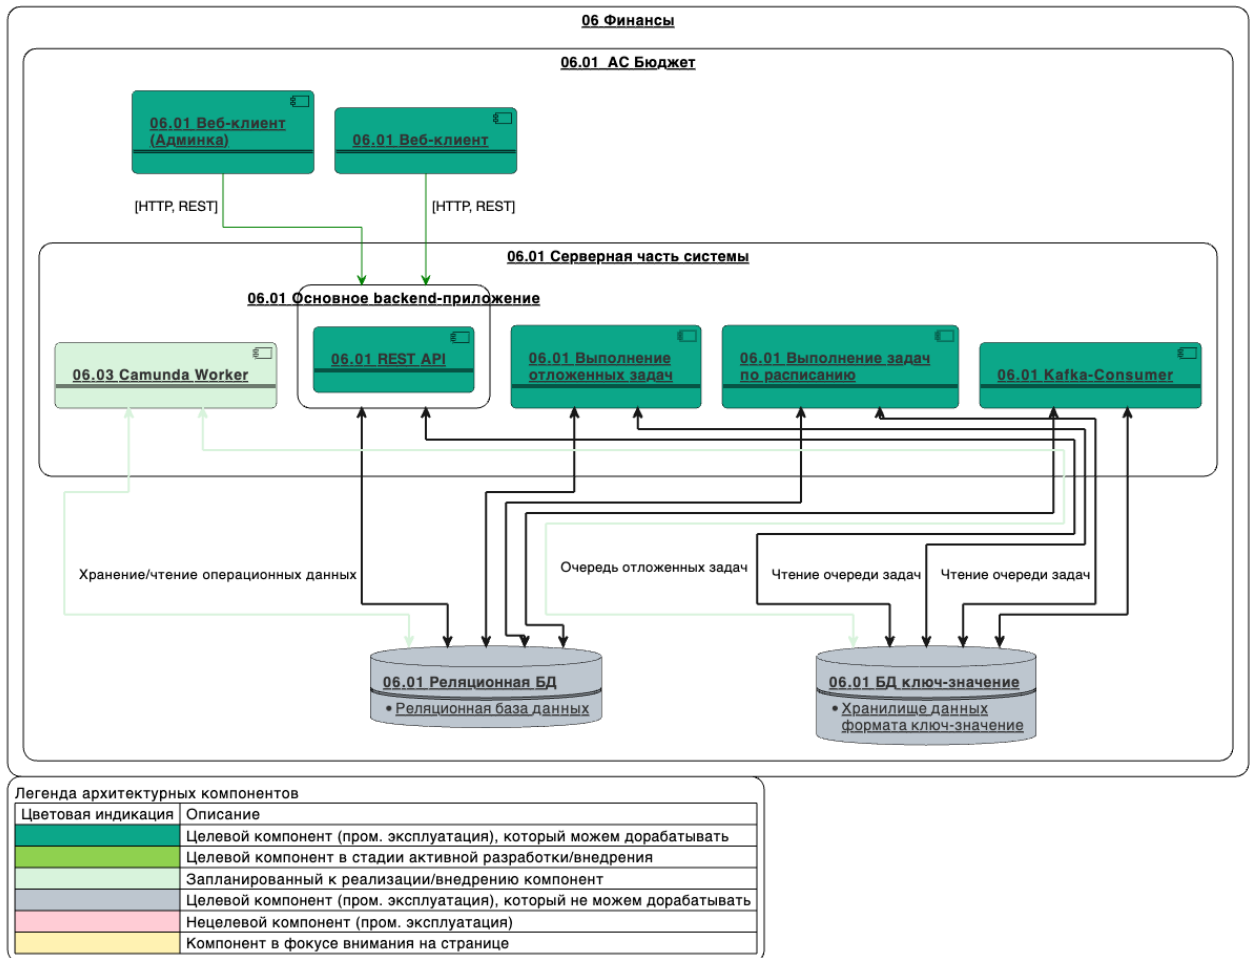 06 Финансы
06.01  АС Бюджет
06.01 Веб-клиент
(Админка)
06.01 Веб-клиент
[HTTP, REST]
[HTTP, REST]
06.01 Серверная часть системы
06.01 Основное backend-приложение
06.03 Camunda Worker
06.01 REST API
06.01 Выполнение
отложенных задач
06.01 Выполнение задач
по расписанию
06.01 Kafka-Consumer
Хранение/чтение операционных данных
Очередь отложенных задач
Чтение очереди задач
Чтение очереди задач
06.01 Реляционная БД
• Реляционная база данных
06.01 БД ключ-значение
• Хранилище данных
формата ключ-значение
Легенда архитектурных компонентов
Цветовая индикация Описание
Целевой компонент (пром. эксплуатация), который можем дорабатывать
Целевой компонент в стадии активной разработки/внедрения
Запланированный к реализации/внедрению компонент
Целевой компонент (пром. эксплуатация), который не можем дорабатывать
Нецелевой компонент (пром. эксплуатация)
Компонент в фокусе внимания на странице